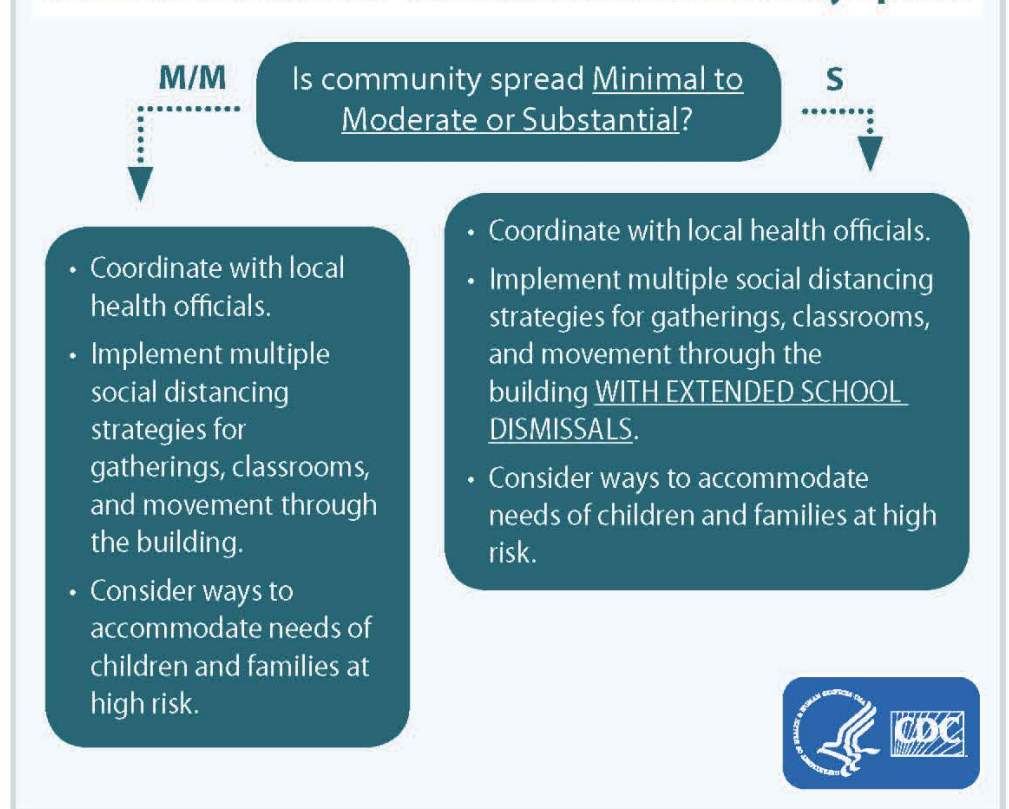 M/M
Is community spread Minimal to
Moderate or Substantial?
S
• Coordinate with local
health officials.
• Implement multiple
social distancing
strategies for
gatherings, classrooms,
and movement through
the building.
• Consider ways to
accommodate needs of
children and families at
high risk.
• Coordinate with local health officials.
• Implement multiple social distancing
strategies for gatherings, classrooms,
and movement through the
building WITH EXTENDED SCHOOL
DISMISSALS.
• Consider ways to accommodate
needs of children and families at high
risk.
CDC